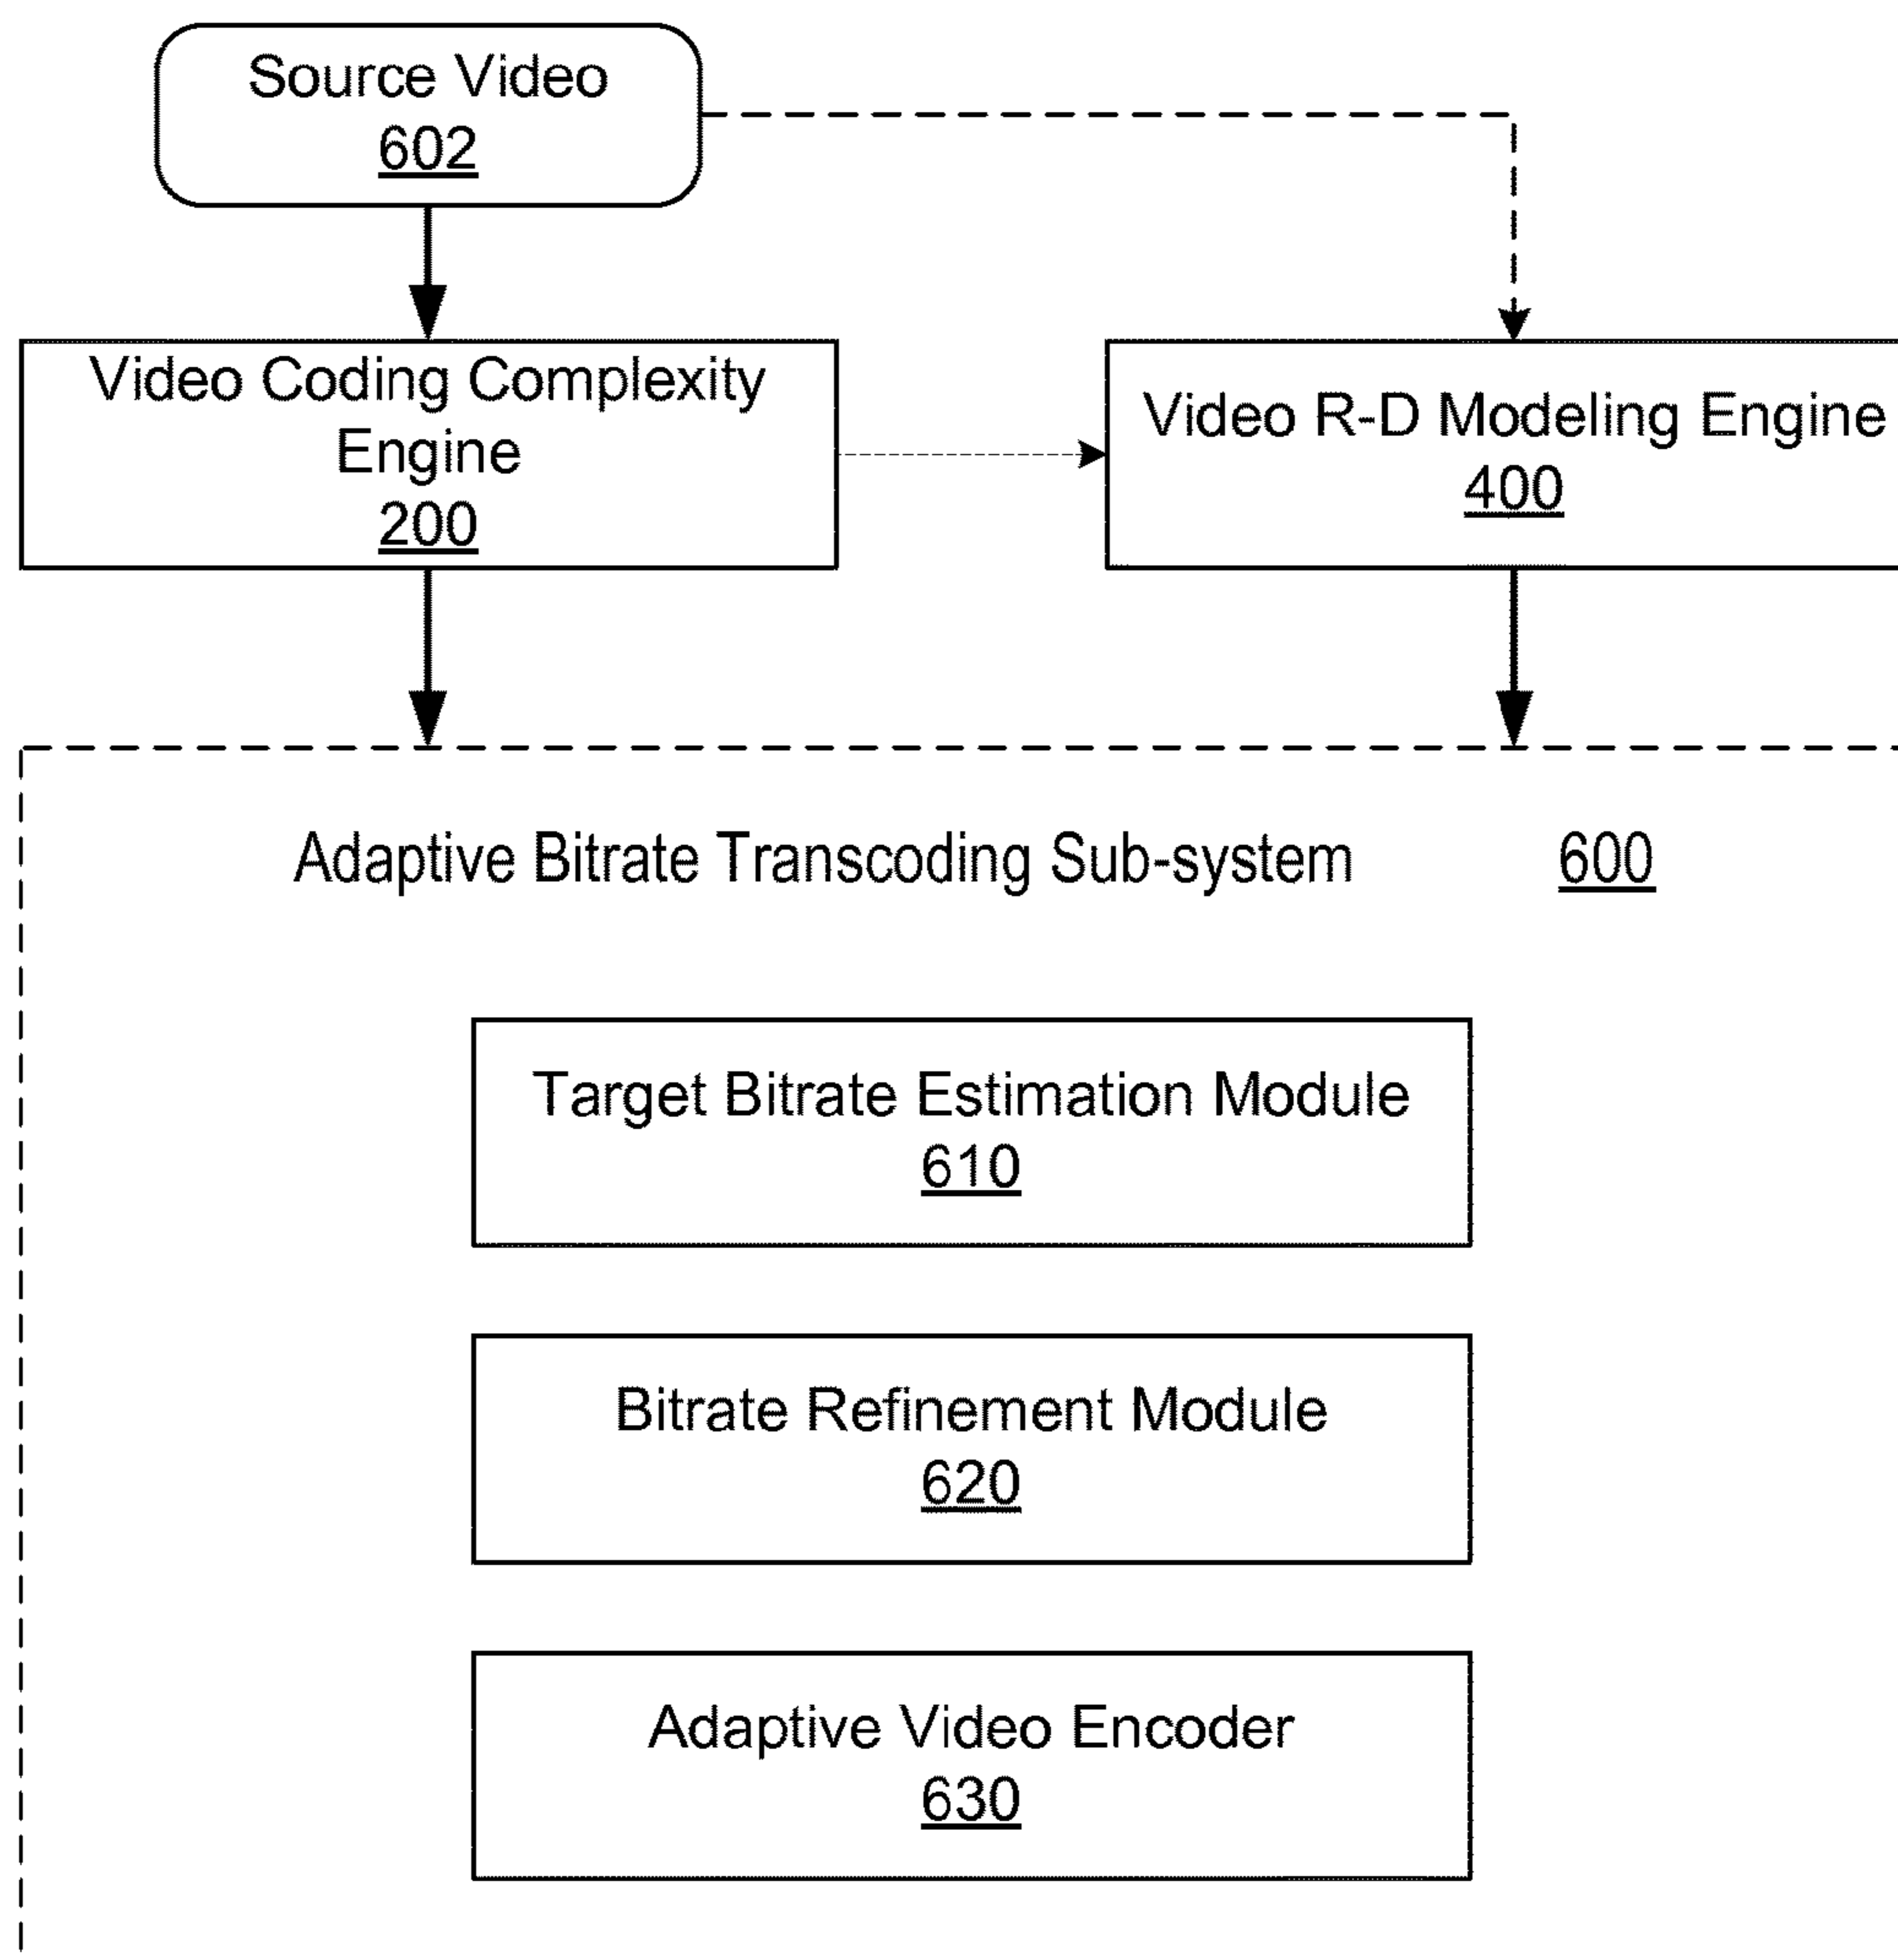 Source Video
602
Video Coding Complexity
Engine
200
Video R-D Modeling Engine
400
Adaptive Bitrate Transcoding Sub-system 600
Target Bitrate Estimation Module
610
Bitrate Refinement Module
620
Adaptive Video Encoder
630